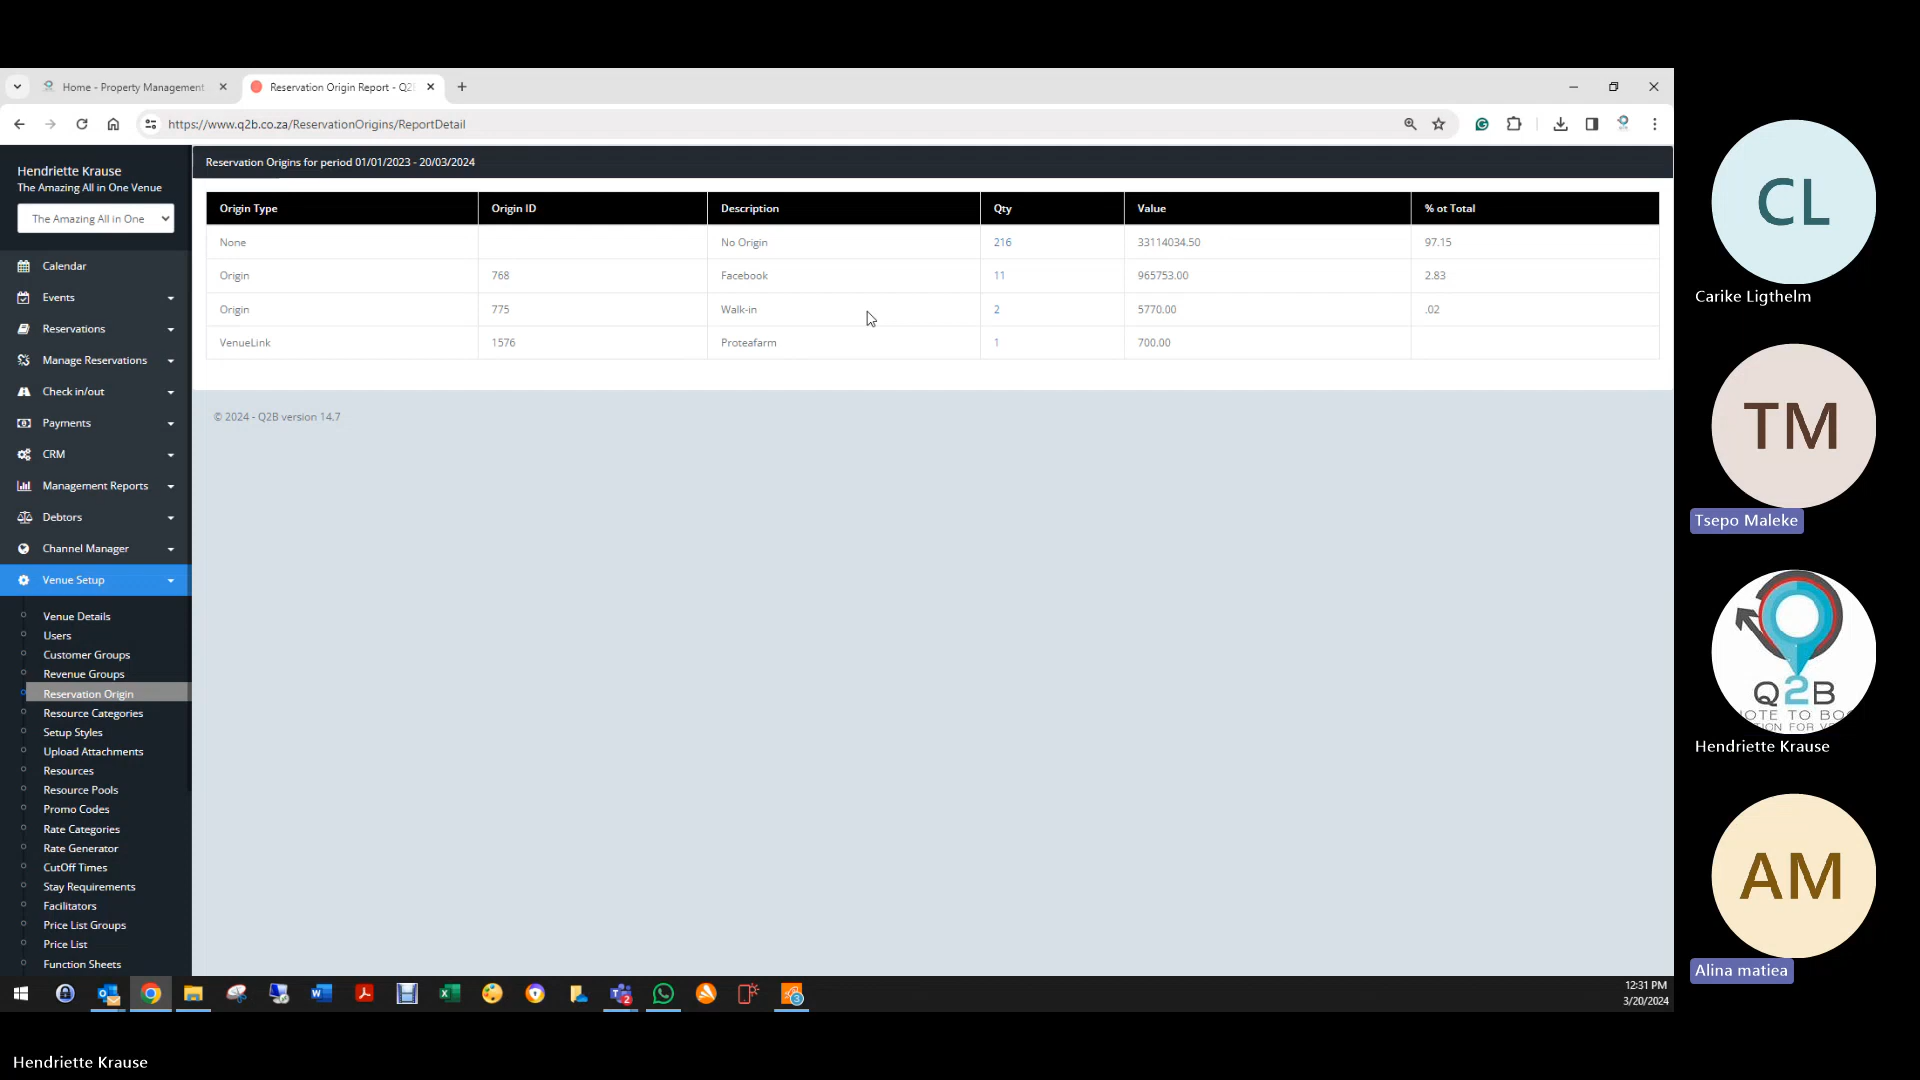 Home - Property Management
Reservation Origin Report - Q2
https://www.q2b.co.za/ReservationOrigins/ReportDetail
Hendriette Krause
The Amazing All in One Venue
The Amazing All in One
Calendar
Events
Reservations
Manage Reservations
Check in/out
Payments
CRM
Management Reports
Debtors
Channel Manager
Venue Setup
Venue Details
Users
Customer Groups
Revenue Groups
Reservation Origin
Resource Categories
Setup Styles
Upload Attachments
Resources
Resource Pools
Promo Codes
Rate Categories
Rate Generator
CutOff Times
Stay Requirements
Facilitators
Price List Groups
Price List
Function Sheets
Reservation Origins for period 01/01/2023 - 20/03/2024
Origin Type Origin ID Description Qty Value % ot Total
None No Origin 216 33114034.50 97.15
Origin 768 Facebook 11 965753.00 2.83
Origin 775 Walk-in 2 5770.00 .02
VenueLink 1576 Proteafarm 1 700.00
© 2024 - Q2B version 14.7
12:31 PM
3/20/2024
CL
Carike Ligthelm
TM
Tsepo Maleke
Q2B
OTE TO BO
TION FOR V
Hendriette Krause
AM
Alina matiea
Hendriette Krause